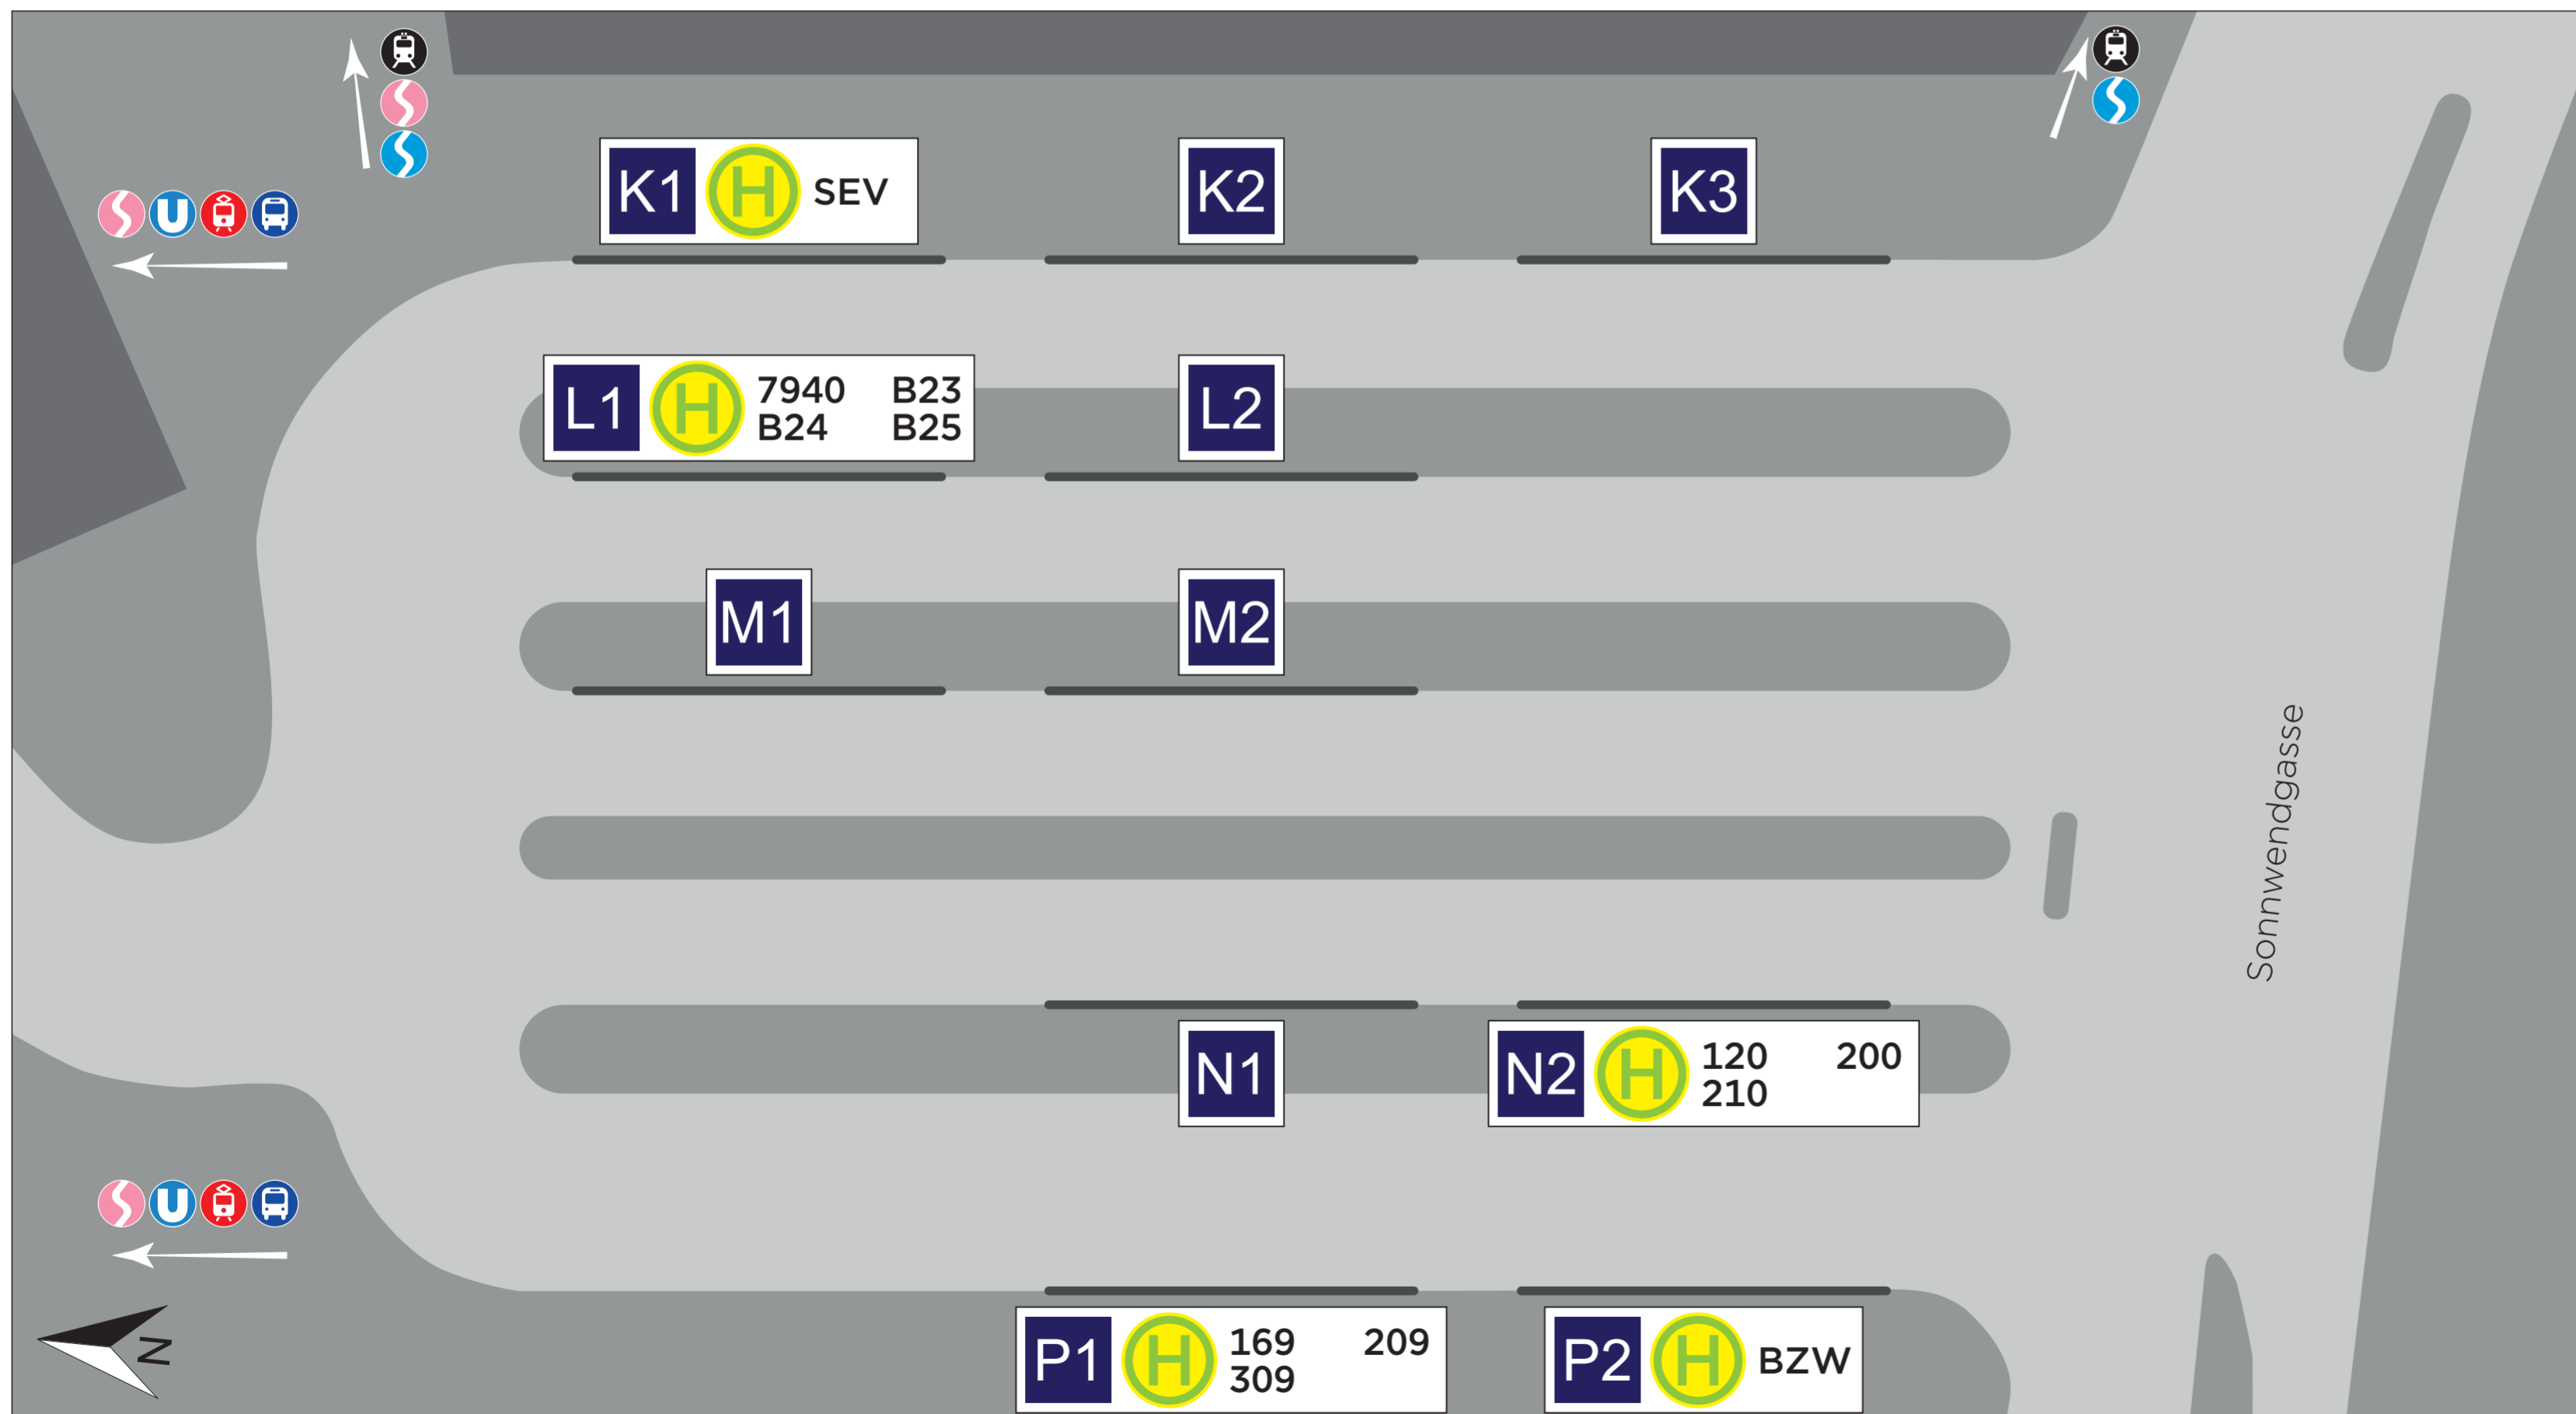 K1 H SEV
K2
K3
L1 H 7940 B23
B24 B25
L2
M1
M2
Sonnwendgasse
N1
N2 H 120 200
210
U
U
P1 H 169 209
309
P2 H BZW
N